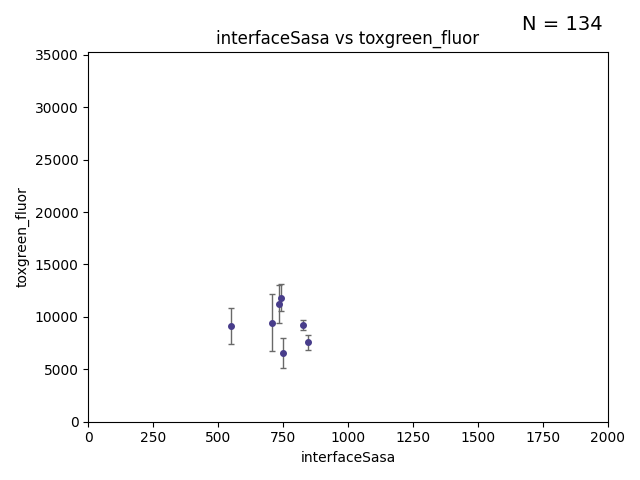 N = 134
interfaceSasa vs toxgreen_fluor
35000
30000
25000
20000
15000
10000
5000
0
toxgreen_fluor
0 250 500 750 1000 1250 1500 1750 2000
interfaceSasa